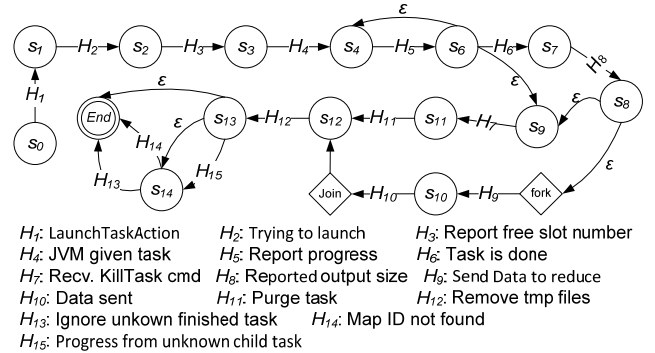 ε
S1 H2 S2 H3 S3 H4 S4 H5 S6 H6 S7
H8
ε
H1
ε
End
ε
S13 H12 S12 H11 S11 H7 S9 ε S8
S0
H14
ε
H15
H13
S14
Join H10 S10 H9 fork
H1: LaunchTaskAction H2: Trying to launch H3: Report free slot number
H4: JVM given task H5: Report progress H6: Task is done
H7: Recv. KillTask cmd H8: Reported output size H9: Send Data to reduce
H10: Data sent H11: Purge task H12: Remove tmp files
H13: Ignore unkown finished task H14: Map ID not found
H15: Progress from unknown child task